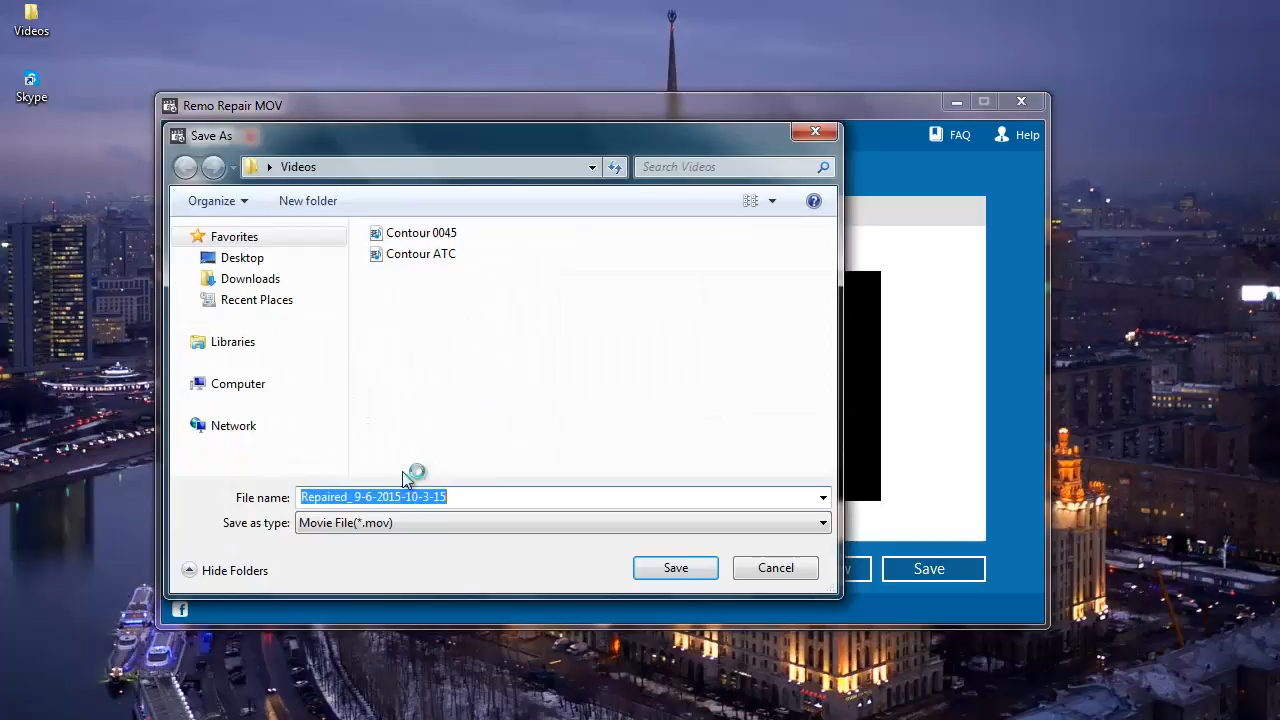 Videos
Skype
Remo Repair MOV
Save As
FAQ
Help
Videos
Search Videos
Organize
New folder
Favorites
Desktop
Downloads
Recent Places
Libraries
Computer
Network
Contour 0045
Contour ATC
File name:
Repaired_ 9-6-2015-10-3-15
Save as type:
Movie File(*.mov)
Hide Folders
Save
Cancel
Save